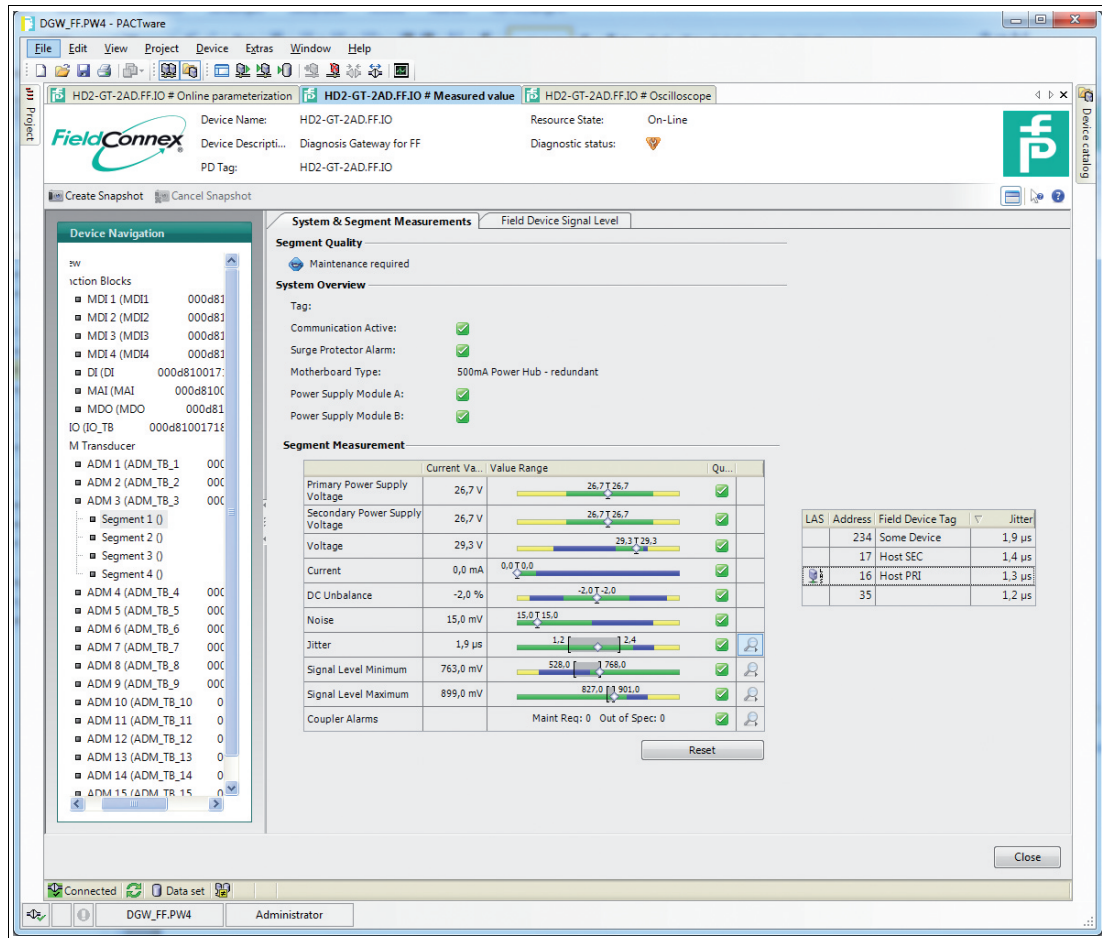 DGW_FF.PW4 - PACTware
File Edit View Project Device Extras Window Help
HD2-GT-2AD.FF.IO # Online parameterization HD2-GT-2AD.FF.IO # Measured value HD2-GT-2AD.FF.IO # Oscilloscope
Project
Device catalog
FieldConnex
Device Name: HD2-GT-2AD.FF.IO Resource State: On-Line
Device Descripti... Diagnosis Gateway for FF Diagnostic status:
PD Tag: HD2-GT-2AD.FF.IO
Create Snapshot Cancel Snapshot
Device Navigation
ew
nction Blocks
MDI 1 (MDI1 000d81
MDI 2 (MDI2 000d81
MDI 3 (MDI3 000d81
MDI 4 (MDI4 000d81
DI (DI 000d810017:
MAI (MAI 000d8100
MDO (MDO 000d81
IO (IO_TB 000d81001718
M Transducer
ADM 1 (ADM_TB_1 000
ADM 2 (ADM_TB_2 000
ADM 3 (ADM_TB_3 000
Segment 1 ()
Segment 2 ()
Segment 3 ()
Segment 4 ()
ADM 4 (ADM_TB_4 000
ADM 5 (ADM_TB_5 000
ADM 6 (ADM_TB_6 000
ADM 7 (ADM_TB_7 000
ADM 8 (ADM_TB_8 000
ADM 9 (ADM_TB_9 000
ADM 10 (ADM_TB_10 0
ADM 11 (ADM_TB_11 0
ADM 12 (ADM_TB_12 0
ADM 13 (ADM_TB_13 0
ADM 14 (ADM_TB_14 0
ADM 15 (ADM_TB_15 0
System & Segment Measurements Field Device Signal Level
Segment Quality
Maintenance required
System Overview
Tag:
Communication Active:
Surge Protector Alarm:
Motherboard Type: 500mA Power Hub - redundant
Power Supply Module A:
Power Supply Module B:
Segment Measurement
Current Va... Value Range Qu...
Primary Power Supply Voltage 26,7 V 26,7 26,7
Secondary Power Supply Voltage 26,7 V 26,7 26,7
Voltage 29,3 V 29,3 29,3
Current 0,0 mA 0,0 0,0
DC Unbalance -2,0 % -2,0 -2,0
Noise 15,0 mV 15,0 15,0
Jitter 1,9 µs 1,2 2,4
Signal Level Minimum 763,0 mV 528,0 768,0
Signal Level Maximum 899,0 mV 827,0 901,0
Coupler Alarms Maint Req: 0 Out of Spec: 0
Reset
LAS Address Field Device Tag Jitter
234 Some Device 1,9 µs
17 Host SEC 1,4 µs
16 Host PRI 1,3 µs
35 1,2 µs
Close
Connected Data set
DGW_FF.PW4 Administrator